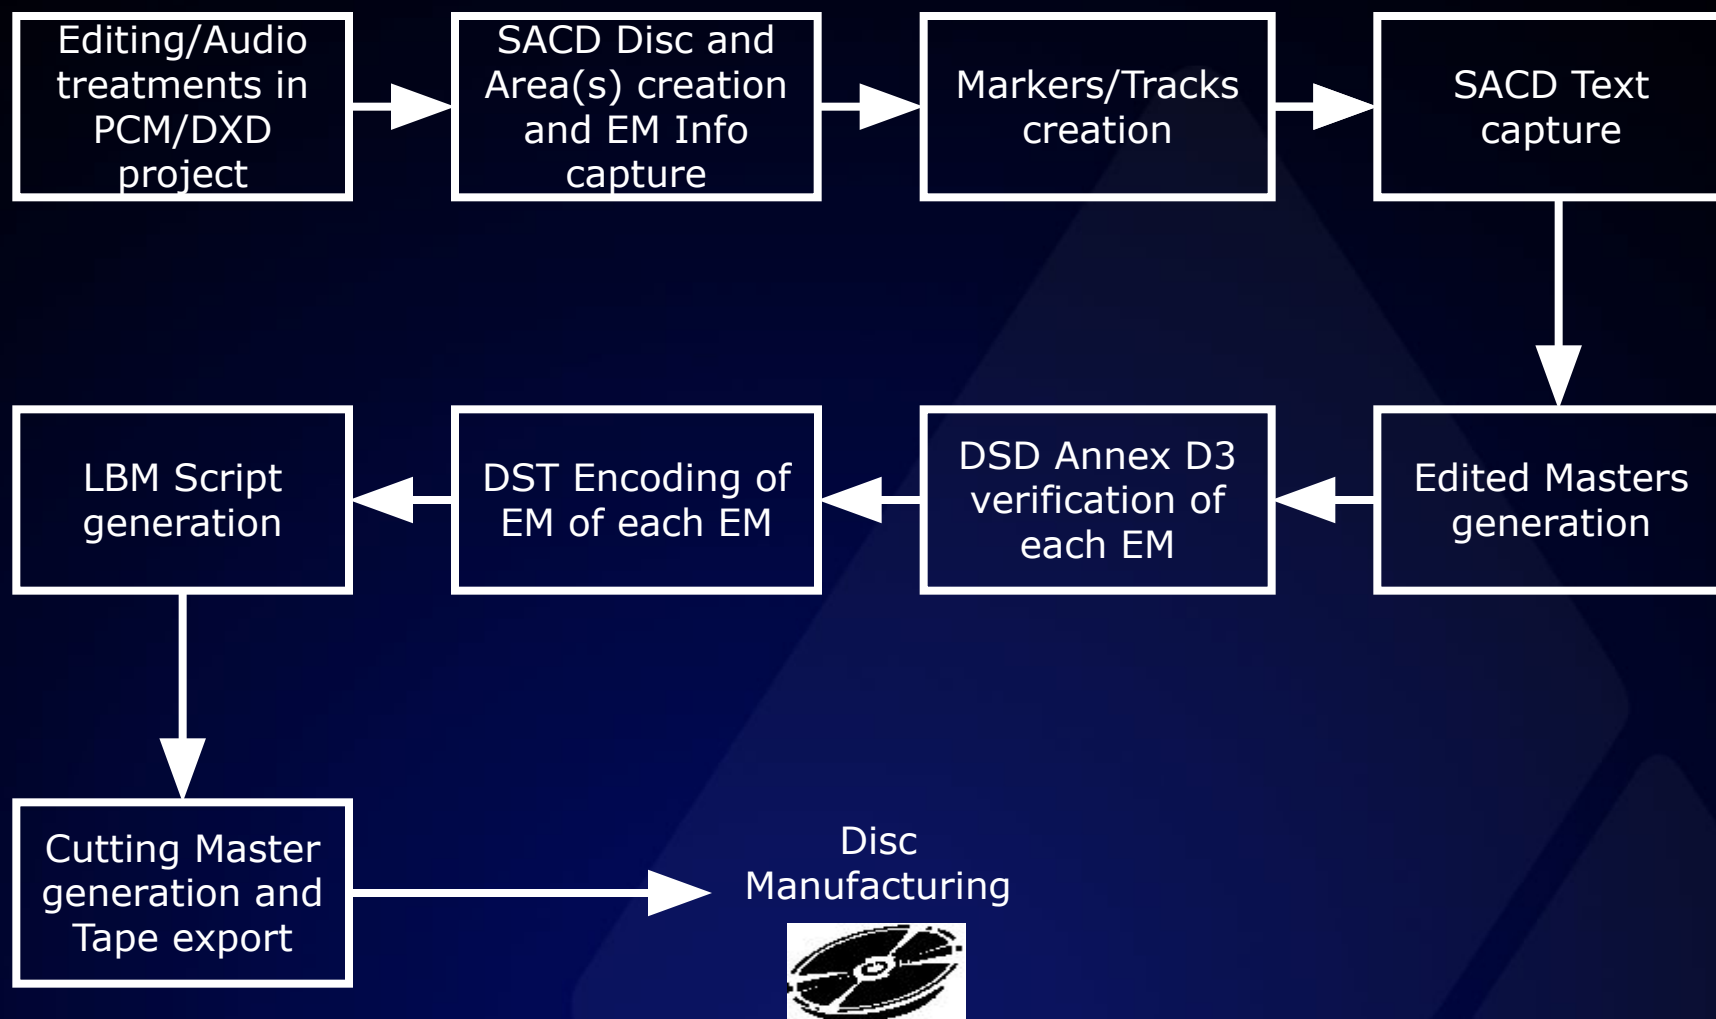 Editing/Audio
treatments in
PCM/DXD
project
SACD Disc and
Area(s) creation
and EM Info
capture
Markers/Tracks
creation
SACD Text
capture
LBM Script
generation
DST Encoding of
EM of each EM
DSD Annex D3
verification of
each EM
Edited Masters
generation
Cutting Master
generation and
Tape export
Disc
Manufacturing